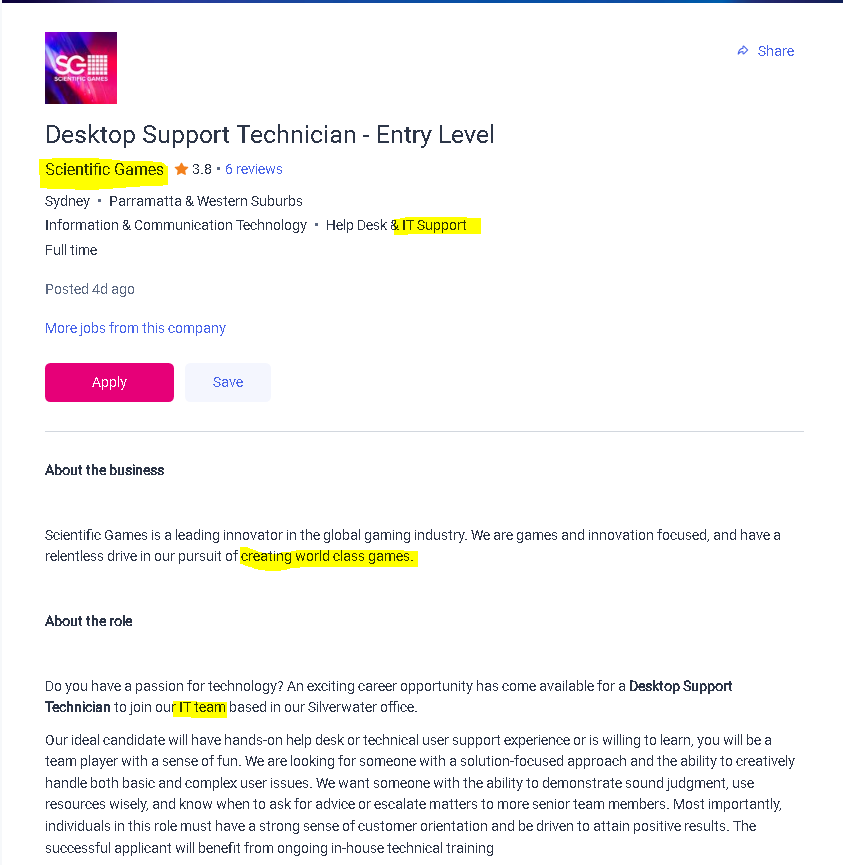 SG
SCIENTIFIC GAMES
Share
Desktop Support Technician - Entry Level
Scientific Games 3.8 • 6 reviews
Sydney • Parramatta & Western Suburbs
Information & Communication Technology • Help Desk & IT Support
Full time
Posted 4d ago
More jobs from this company
Apply Save
About the business
Scientific Games is a leading innovator in the global gaming industry. We are games and innovation focused, and have a
relentless drive in our pursuit of creating world class games.
About the role
Do you have a passion for technology? An exciting career opportunity has come available for a Desktop Support
Technician to join our IT team based in our Silverwater office.
Our ideal candidate will have hands-on help desk or technical user support experience or is willing to learn, you will be a
team player with a sense of fun. We are looking for someone with a solution-focused approach and the ability to creatively
handle both basic and complex user issues. We want someone with the ability to demonstrate sound judgment, use
resources wisely, and know when to ask for advice or escalate matters to more senior team members. Most importantly,
individuals in this role must have a strong sense of customer orientation and be driven to attain positive results. The
successful applicant will benefit from ongoing in-house technical training